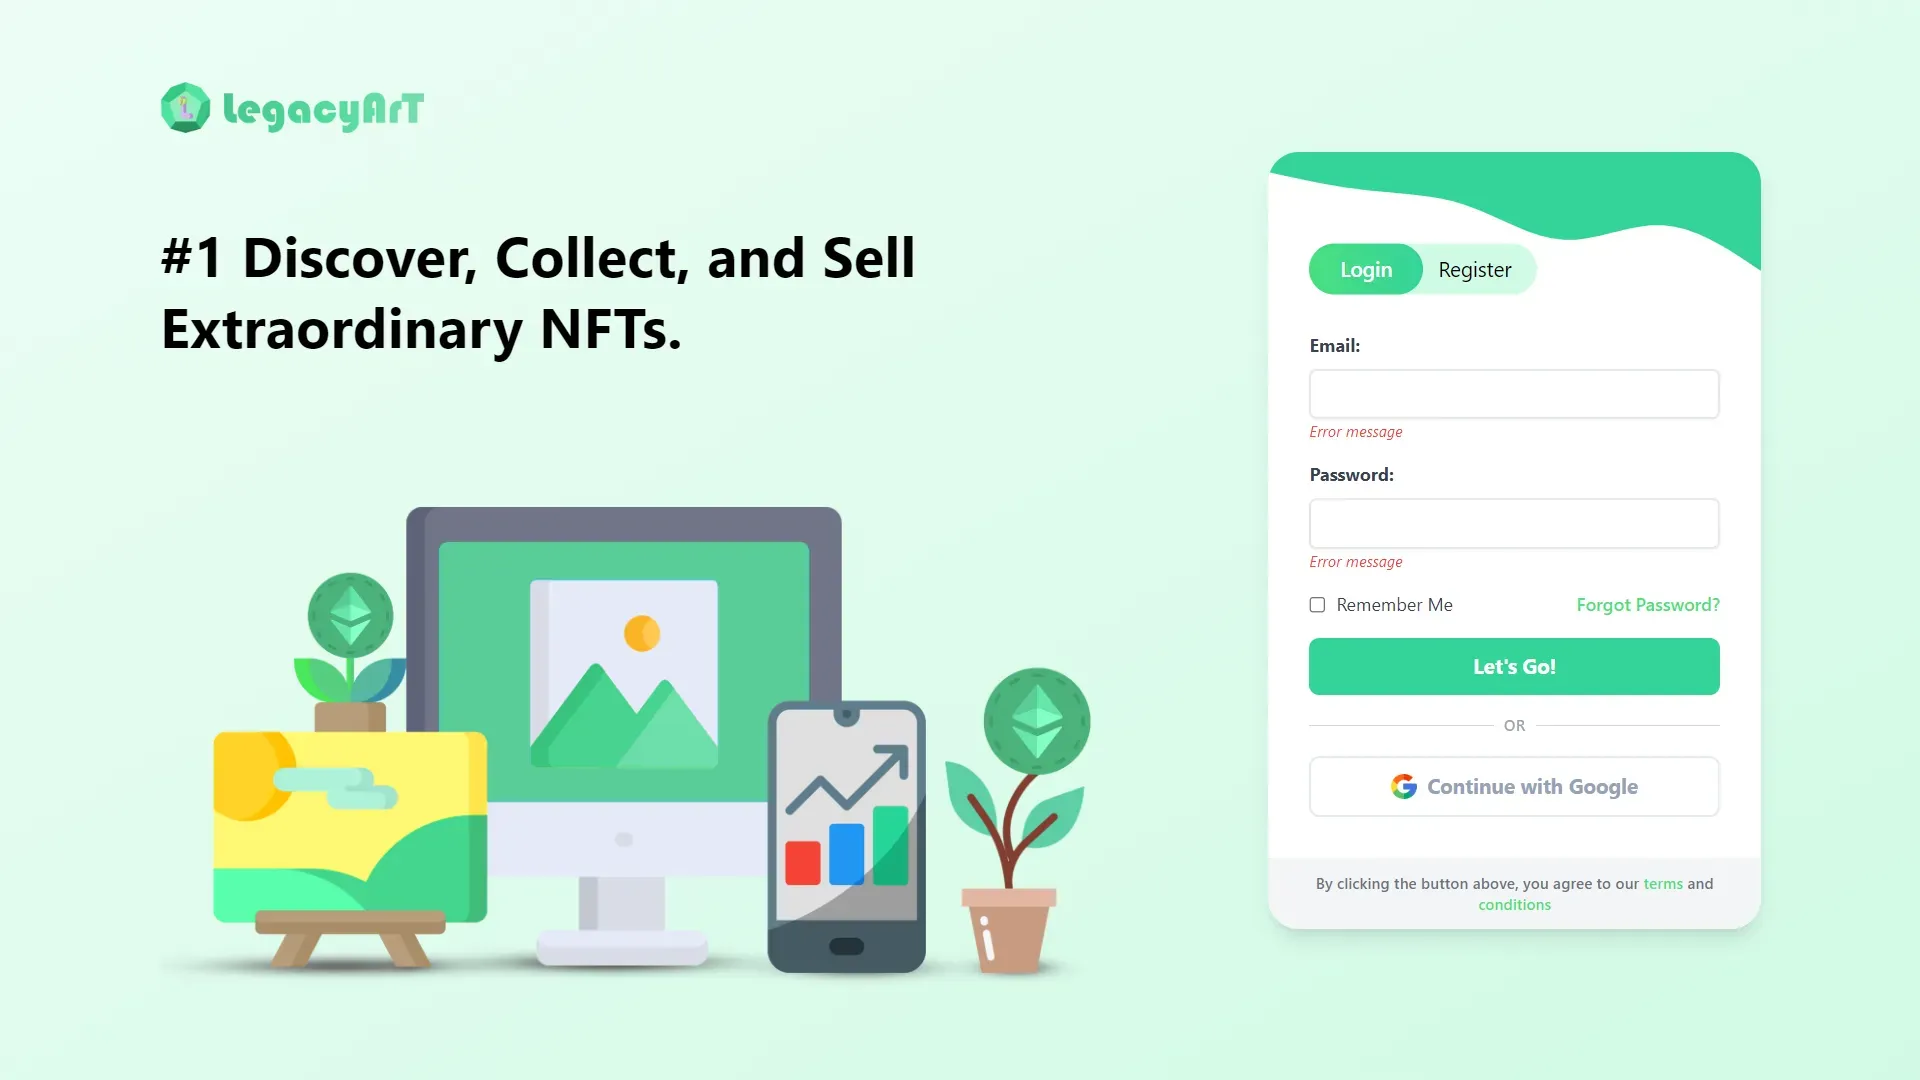 LegacyArT
#1 Discover, Collect, and Sell
Extraordinary NFTs.
Login
Register
Email:
Error message
Password:
Error message
Remember Me
Forgot Password?
Let's Go!
OR
Continue with Google
By clicking the button above, you agree to our terms and
conditions